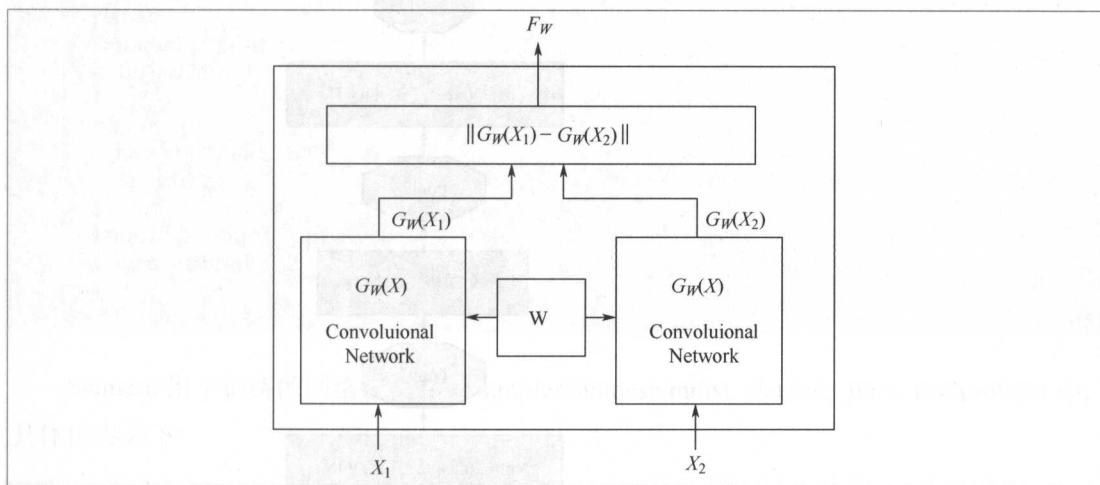 F_W
||G_W(X_1) − G_W(X_2)||
G_W(X_1)
G_W(X_2)
G_W(X)
Convoluional
Network
W
G_W(X)
Convoluional
Network
X_1
X_2